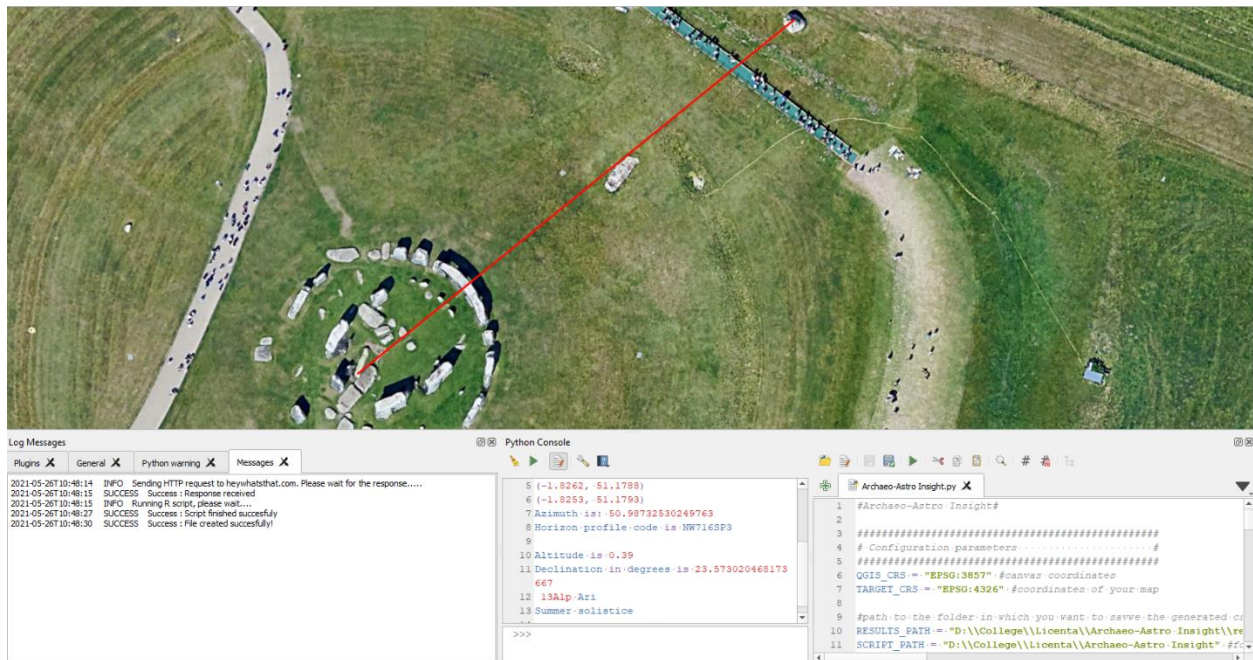 Log Messages
Plugins X General X Python warning X Messages X
2021-05-26T10:48:14 INFO Sending HTTP request to heywhatsthat.com. Please wait for the response.....
2021-05-26T10:48:15 SUCCESS Success : Response received
2021-05-26T10:48:15 INFO Running R script, please wait....
2021-05-26T10:48:27 SUCCESS Success : Script finished succesfuly
2021-05-26T10:48:30 SUCCESS Success : File created succesfully!
Python Console
5 (-1.8262, 51.1788)
6 (-1.8253, 51.1793)
7 Azimuth is: 50.98732530249763
8 Horizon profile code is NW716SP3
9
10 Altitude is 0.39
11 Declination in degrees is 23.573020468173
667
12 13Alp Ari
13 Summer solistice
>>>
Archaeo-Astro Insight.py X
1 #Archaeo-Astro Insight#
2
3 ##################################################
4 # Configuration parameters #
5 ##################################################
6 QGIS_CRS = "EPSG:3857" #canvas coordinates
7 TARGET_CRS = "EPSG:4326" #coordinates of your map
8
9 #path to the folder in which you want to savwe the generated
10 RESULTS_PATH = "D:\\College\\Licenta\\Archaeo-Astro Insight\\re
11 SCRIPT_PATH = "D:\\College\\Licenta\\Archaeo-Astro Insight"